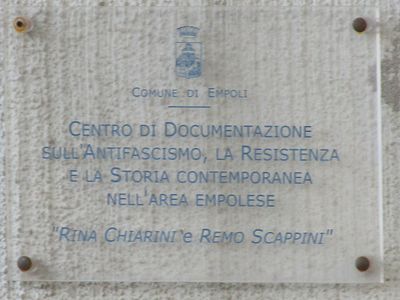 COMUNE DI EMPOLI
CENTRO DI DOCUMENTAZIONE
SULL'ANTIFASCISMO, LA RESISTENZA
E LA STORIA CONTEMPORANEA
NELL'AREA EMPOLESE
"RINA CHIARINI e REMO SCAPPINI"